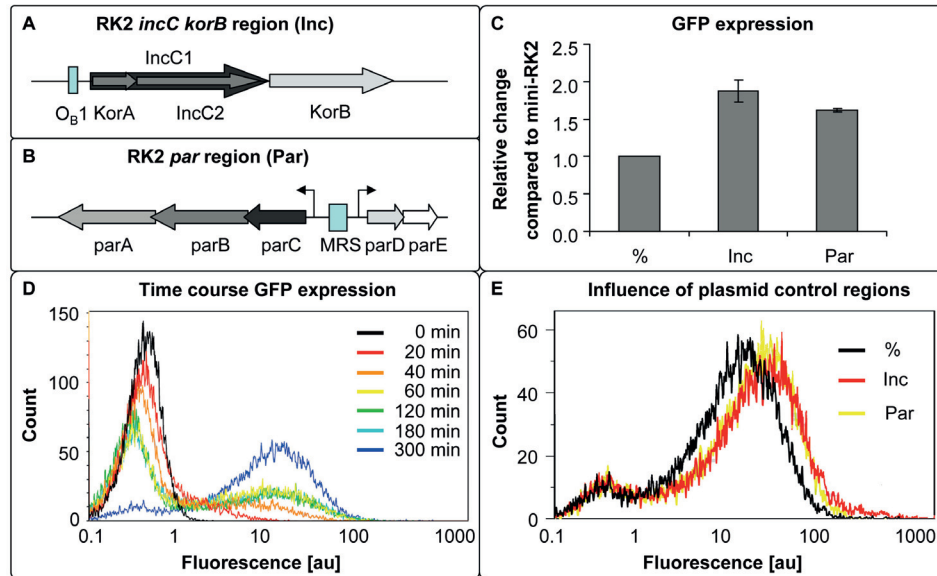 A RK2 incC korB region (Inc)
IncC1
OB1 KorA IncC2 KorB
B RK2 par region (Par)
parA parB parC MRS parD parE
C GFP expression
Relative change
compared to mini-RK2
2.5
2.0
1.5
1.0
0.5
0.0
% Inc Par
D Time course GFP expression
Count
150
100
50
0
0 min
20 min
40 min
60 min
120 min
180 min
300 min
0.1 1 10 100 1000
Fluorescence [au]
E Influence of plasmid control regions
Count
60
40
20
0
%
Inc
Par
0.1 1 10 100 1000
Fluorescence [au]